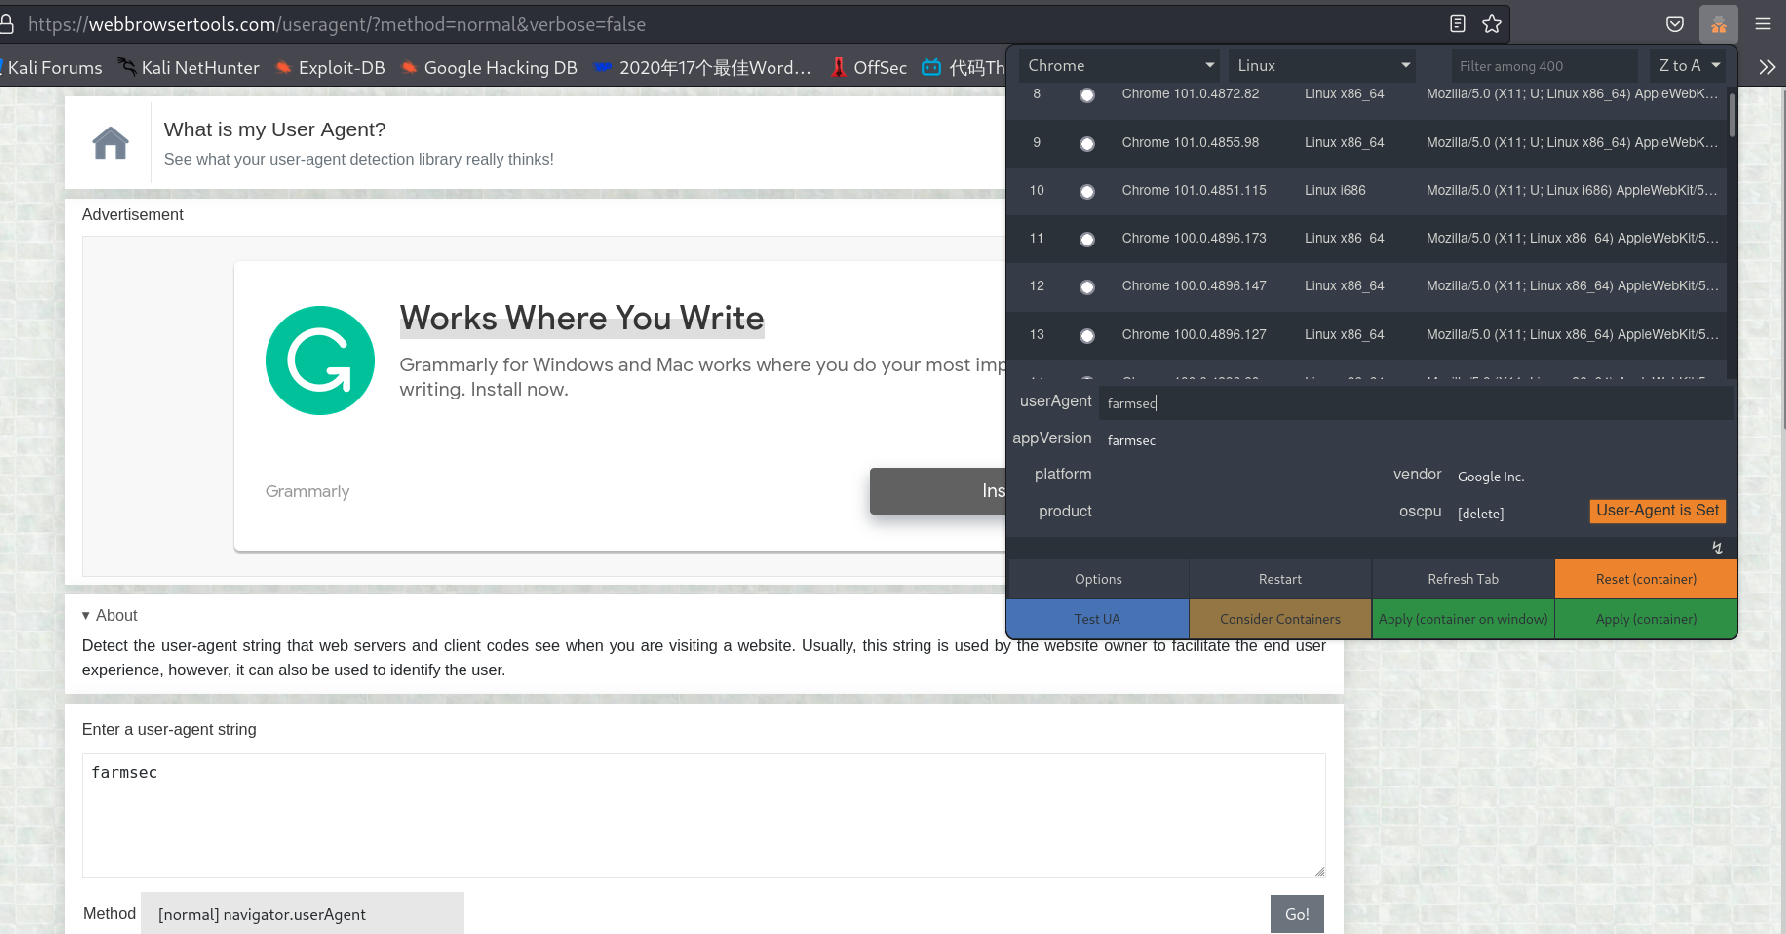 https://webbrowsertools.com/useragent/?method=normal&verbose=false
Kali Forums
Kali NetHunter
Exploit-DB
Google Hacking DB
2020年17个最佳Word…
OffSec
代码Th
What is my User Agent?
See what your user-agent detection library really thinks!
Advertisement
Works Where You Write
Grammarly for Windows and Mac works where you do your most imp
writing. Install now.
Grammarly
Ins
About
Detect the user-agent string that web servers and client codes see when you are visiting a website. Usually, this string is used by the website owner to facilitate the end user
experience, however, it can also be used to identify the user.
Enter a user-agent string
farmsec
Method
[normal] navigator.userAgent
Go!
Chrome
Linux
Filter among 400
Z to A
8 Chrome 101.0.4872.82 Linux x86_64 Mozilla/5.0 (X11; U; Linux x86_64) AppleWebK…
9 Chrome 101.0.4855.98 Linux x86_64 Mozilla/5.0 (X11; U; Linux x86_64) AppleWebK…
10 Chrome 101.0.4851.115 Linux i686 Mozilla/5.0 (X11; U; Linux i686) AppleWebKit/5…
11 Chrome 100.0.4896.173 Linux x86_64 Mozilla/5.0 (X11; Linux x86_64) AppleWebKit/5…
12 Chrome 100.0.4896.147 Linux x86_64 Mozilla/5.0 (X11; Linux x86_64) AppleWebKit/5…
13 Chrome 100.0.4896.127 Linux x86_64 Mozilla/5.0 (X11; Linux x86_64) AppleWebKit/5…
userAgent farmsec
appVersion farmsec
platform
vendor Google Inc.
product
oscpu [delete]
User-Agent is Set
Options
Restart
Refresh Tab
Reset (container)
Test UA
Consider Containers
Apply (container on window)
Apply (container)